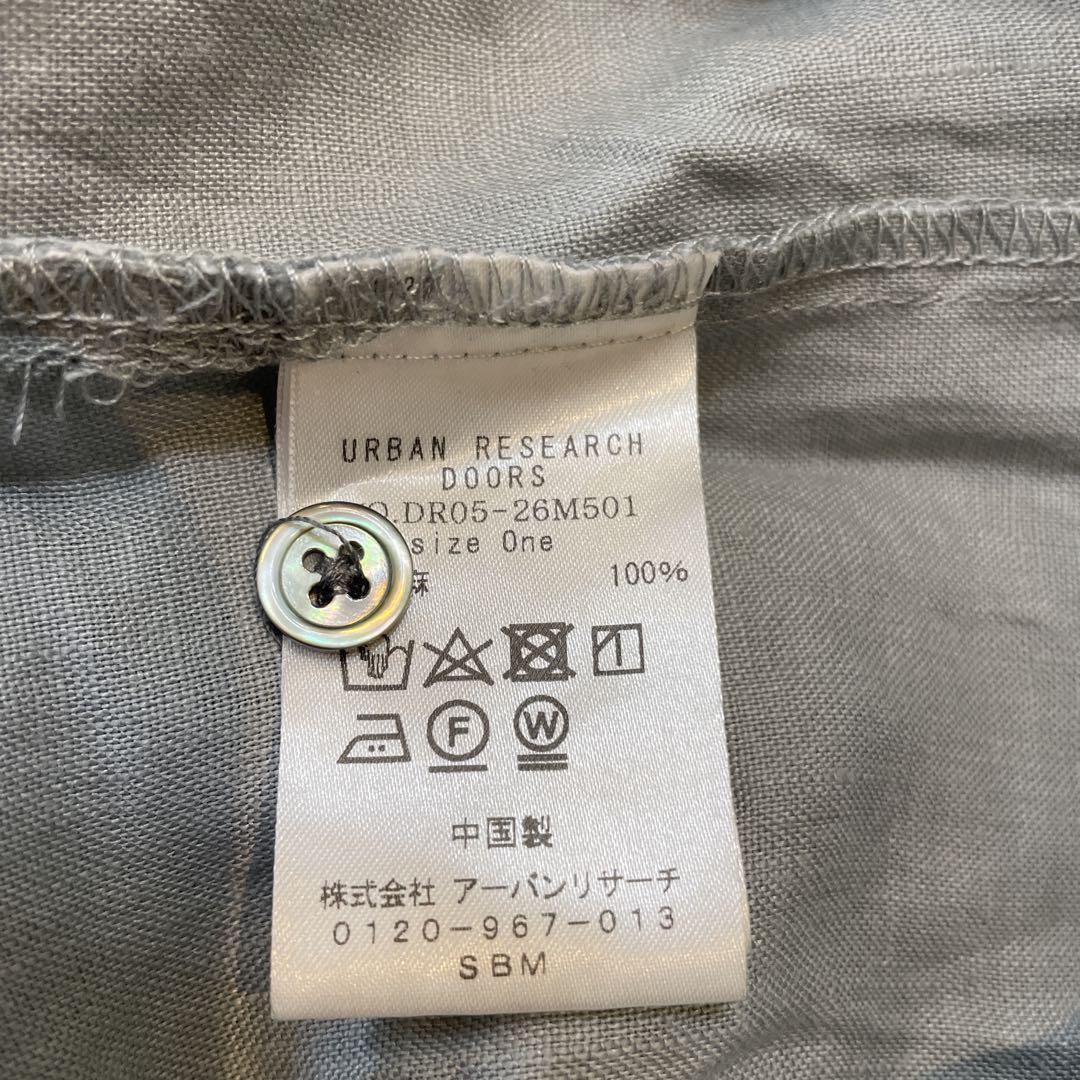 URBAN RESEARCH
DOORS
.DR05-26M501
size One
麻 100%
F W
中国製
株式会社 アーバンリサーチ
0120-967-013
SBM